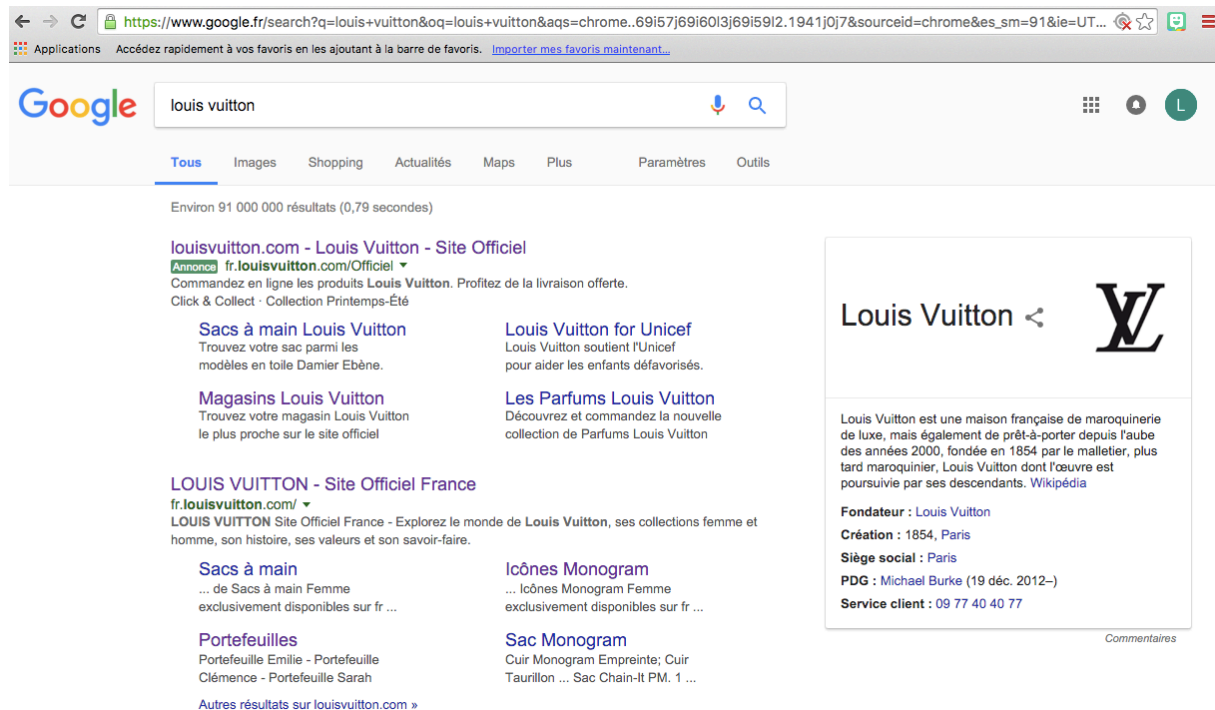 https://www.google.fr/search?q=louis+vuitton&oq=louis+vuitton&aqs=chrome..69i57j69i60l3j69i59l2.1941j0j7&sourceid=chrome&es_sm=91&ie=UT...
Applications Accédez rapidement à vos favoris en les ajoutant à la barre de favoris. Importer mes favoris maintenant...
Google louis vuitton L
Tous Images Shopping Actualités Maps Plus Paramètres Outils
Environ 91 000 000 résultats (0,79 secondes)
louisvuitton.com - Louis Vuitton - Site Officiel
Annonce fr.louisvuitton.com/Officiel
Commandez en ligne les produits Louis Vuitton. Profitez de la livraison offerte.
Click & Collect · Collection Printemps-Été
Sacs à main Louis Vuitton
Trouvez votre sac parmi les
modèles en toile Damier Ebène.
Louis Vuitton for Unicef
Louis Vuitton soutient l'Unicef
pour aider les enfants défavorisés.
Magasins Louis Vuitton
Trouvez votre magasin Louis Vuitton
le plus proche sur le site officiel
Les Parfums Louis Vuitton
Découvrez et commandez la nouvelle
collection de Parfums Louis Vuitton
LOUIS VUITTON - Site Officiel France
fr.louisvuitton.com/
LOUIS VUITTON Site Officiel France - Explorez le monde de Louis Vuitton, ses collections femme et
homme, son histoire, ses valeurs et son savoir-faire.
Sacs à main
... de Sacs à main Femme
exclusivement disponibles sur fr ...
Icônes Monogram
... Icônes Monogram Femme
exclusivement disponibles sur fr ...
Portefeuilles
Portefeuille Emilie - Portefeuille
Clémence - Portefeuille Sarah
Sac Monogram
Cuir Monogram Empreinte; Cuir
Taurillon ... Sac Chain-It PM. 1 ...
Autres résultats sur louisvuitton.com »
Louis Vuitton LV
Louis Vuitton est une maison française de maroquinerie
de luxe, mais également de prêt-à-porter depuis l'aube
des années 2000, fondée en 1854 par le malletier, plus
tard maroquinier, Louis Vuitton dont l'œuvre est
poursuivie par ses descendants. Wikipédia
Fondateur : Louis Vuitton
Création : 1854, Paris
Siège social : Paris
PDG : Michael Burke (19 déc. 2012–)
Service client : 09 77 40 40 77
Commentaires